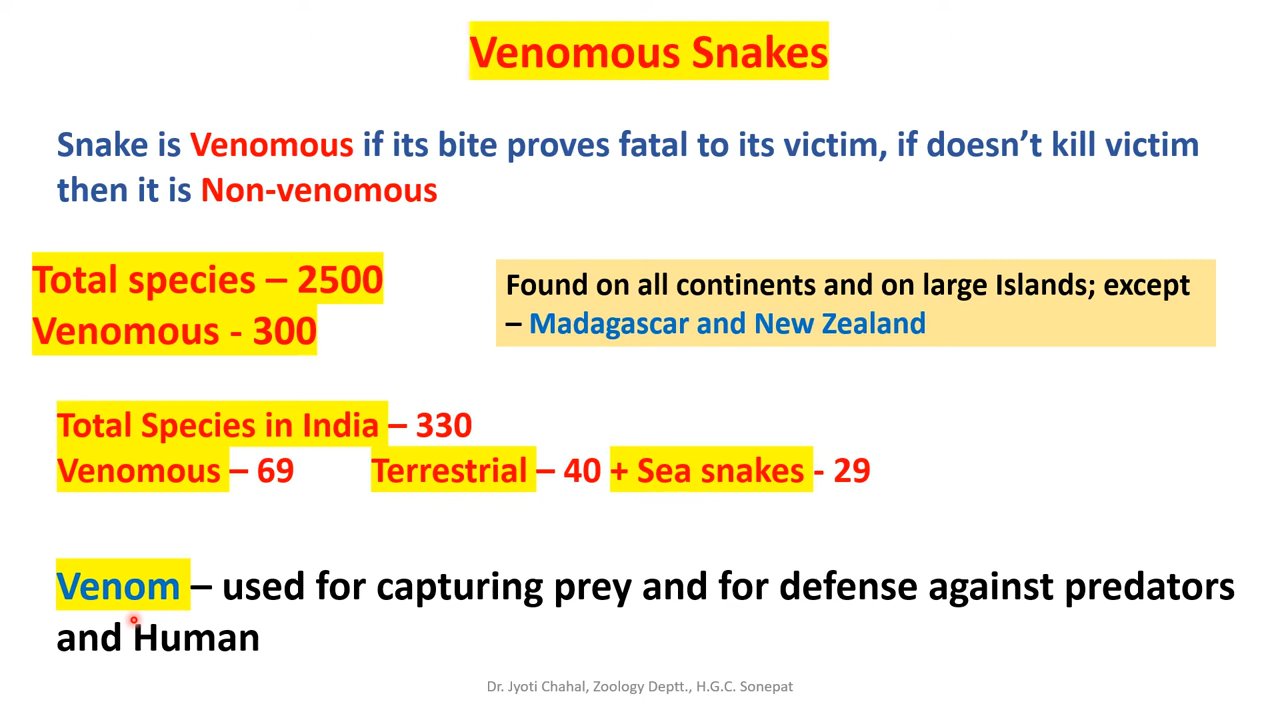 Venomous Snakes
Snake is Venomous if its bite proves fatal to its victim, if doesn’t kill victim
then it is Non-venomous
Total species – 2500
Venomous - 300
Found on all continents and on large Islands; except
– Madagascar and New Zealand
Total Species in India – 330
Venomous – 69 Terrestrial – 40 + Sea snakes - 29
Venom – used for capturing prey and for defense against predators
and Human
Dr. Jyoti Chahal, Zoology Deptt., H.G.C. Sonepat